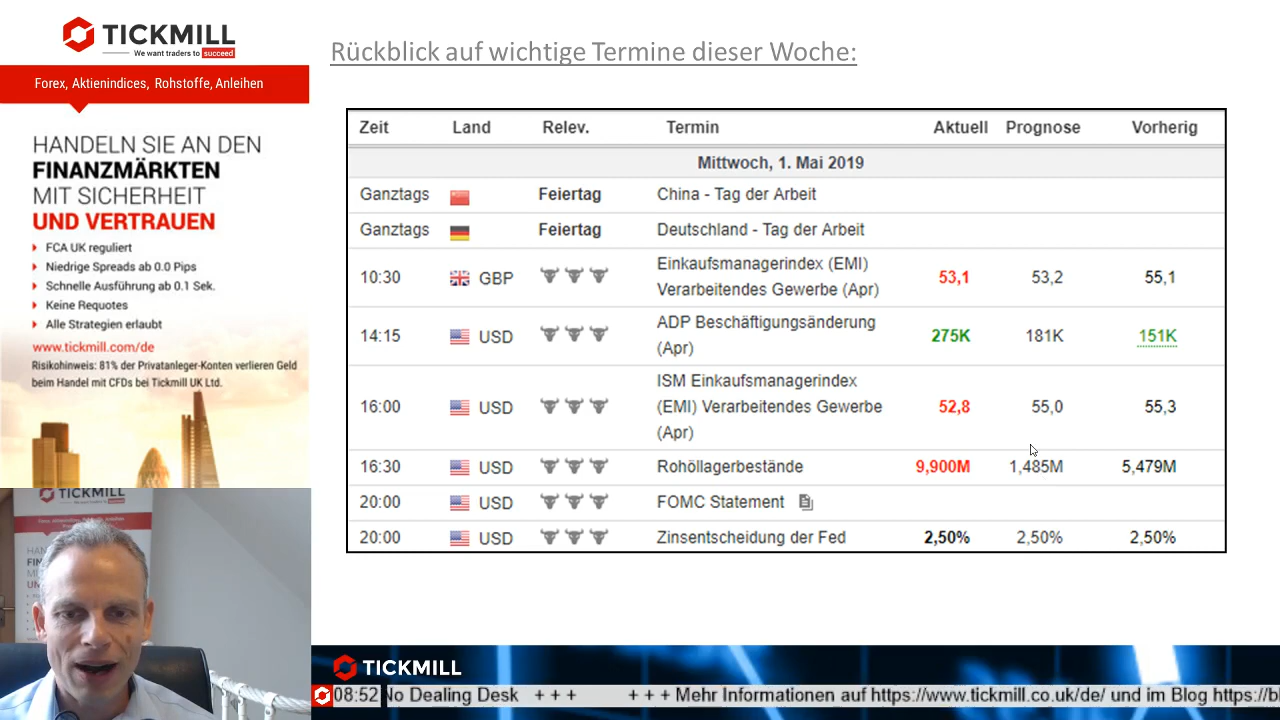 TICKMILL
We want traders to succeed
Forex, Aktienindices, Rohstoffe, Anleihen
HANDELN SIE AN DEN
FINANZMÄRKTEN
MIT SICHERHEIT
UND VERTRAUEN
FCA UK reguliert
Niedrige Spreads ab 0.0 Pips
Schnelle Ausführung ab 0.1 Sek.
Keine Requotes
Alle Strategien erlaubt
www.tickmill.com/de
Risikohinweis: 81% der Privatanleger-Konten verlieren Geld
beim Handel mit CFDs bei Tickmill UK Ltd.
Rückblick auf wichtige Termine dieser Woche:
Zeit Land Relev. Termin Aktuell Prognose Vorherig
Mittwoch, 1. Mai 2019
Ganztags Feiertag China - Tag der Arbeit
Ganztags Feiertag Deutschland - Tag der Arbeit
10:30 GBP Einkaufsmanagerindex (EMI) 53,1 53,2 55,1
Verarbeitendes Gewerbe (Apr)
14:15 USD ADP Beschäftigungsänderung 275K 181K 151K
(Apr)
ISM Einkaufsmanagerindex
16:00 USD (EMI) Verarbeitendes Gewerbe 52,8 55,0 55,3
(Apr)
16:30 USD Rohöllagerbestände 9,900M 1,485M 5,479M
20:00 USD FOMC Statement
20:00 USD Zinsentscheidung der Fed 2,50% 2,50% 2,50%
TICKMILL
TICKMILL
08:52 No Dealing Desk + + + + + + Mehr Informationen auf https://www.tickmill.co.uk/de/ und im Blog https://b